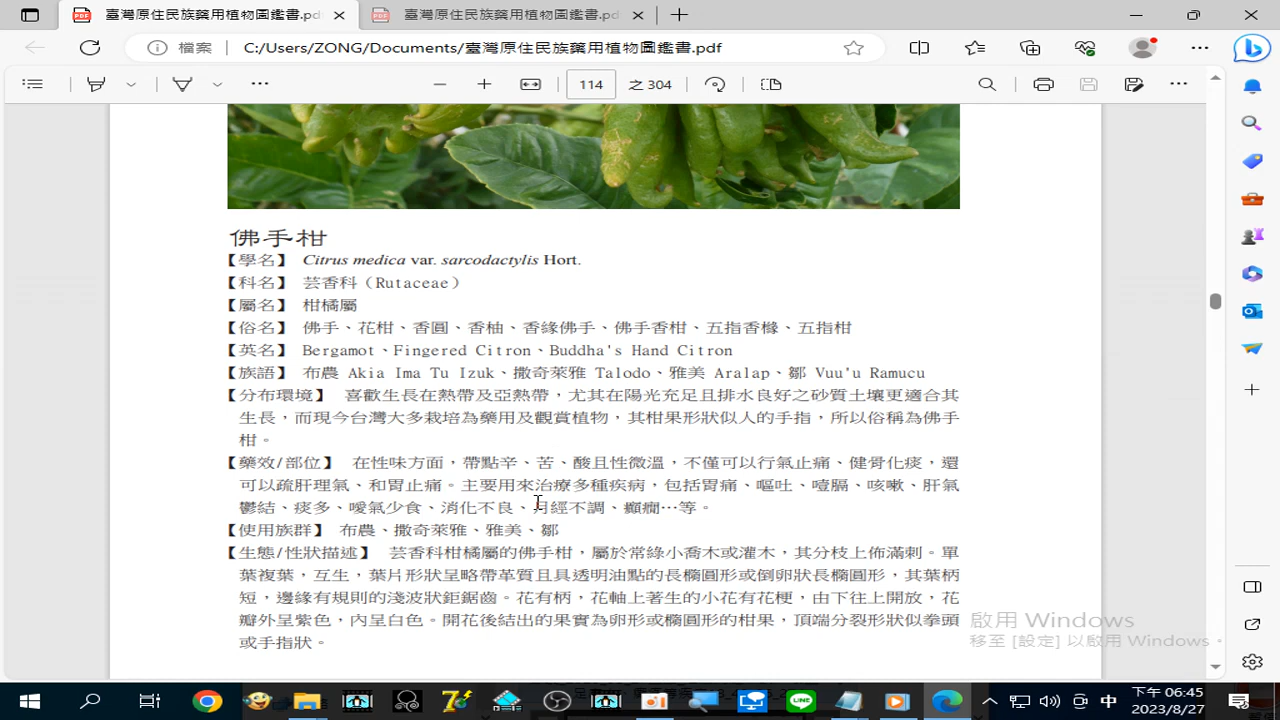 臺灣原住民族藥用植物圖鑑書.pdf
臺灣原住民族藥用植物圖鑑書.pdf
檔案
C:/Users/ZONG/Documents/臺灣原住民族藥用植物圖鑑書.pdf
114 之 304
佛手柑
【學名】 Citrus medica var. sarcodactylis Hort.
【科名】 芸香科（Rutaceae）
【屬名】 柑橘屬
【俗名】 佛手、花柑、香圓、香柚、香緣佛手、佛手香柑、五指香櫞、五指柑
【英名】 Bergamot、Fingered Citron、Buddha's Hand Citron
【族語】 布農 Akia Ima Tu Izuk、撒奇萊雅 Talodo、雅美 Aralap、鄒 Vuu'u Ramucu
【分布環境】 喜歡生長在熱帶及亞熱帶，尤其在陽光充足且排水良好之砂質土壤更適合其
生長，而現今台灣大多栽培為藥用及觀賞植物，其柑果形狀似人的手指，所以俗稱為佛手
柑。
【藥效/部位】 在性味方面，帶點辛、苦、酸且性微溫，不僅可以行氣止痛、健骨化痰，還
可以疏肝理氣、和胃止痛。主要用來治療多種疾病，包括胃痛、嘔吐、噎膈、咳嗽、肝氣
鬱結、痰多、噯氣少食、消化不良、月經不調、癲癇…等。
【使用族群】 布農、撒奇萊雅、雅美、鄒
【生態/性狀描述】 芸香科柑橘屬的佛手柑，屬於常綠小喬木或灌木，其分枝上佈滿刺。單
葉複葉，互生，葉片形狀呈略帶革質且具透明油點的長橢圓形或倒卵狀長橢圓形，其葉柄
短，邊緣有規則的淺波狀鉅鋸齒。花有柄，花軸上著生的小花有花梗，由下往上開放，花
瓣外呈紫色，內呈白色。開花後結出的果實為卵形或橢圓形的柑果，頂端分裂形狀似拳頭
或手指狀。
啟用 Windows
移至 [設定] 以啟用 Windows。
中
下午 06:45
2023/8/27